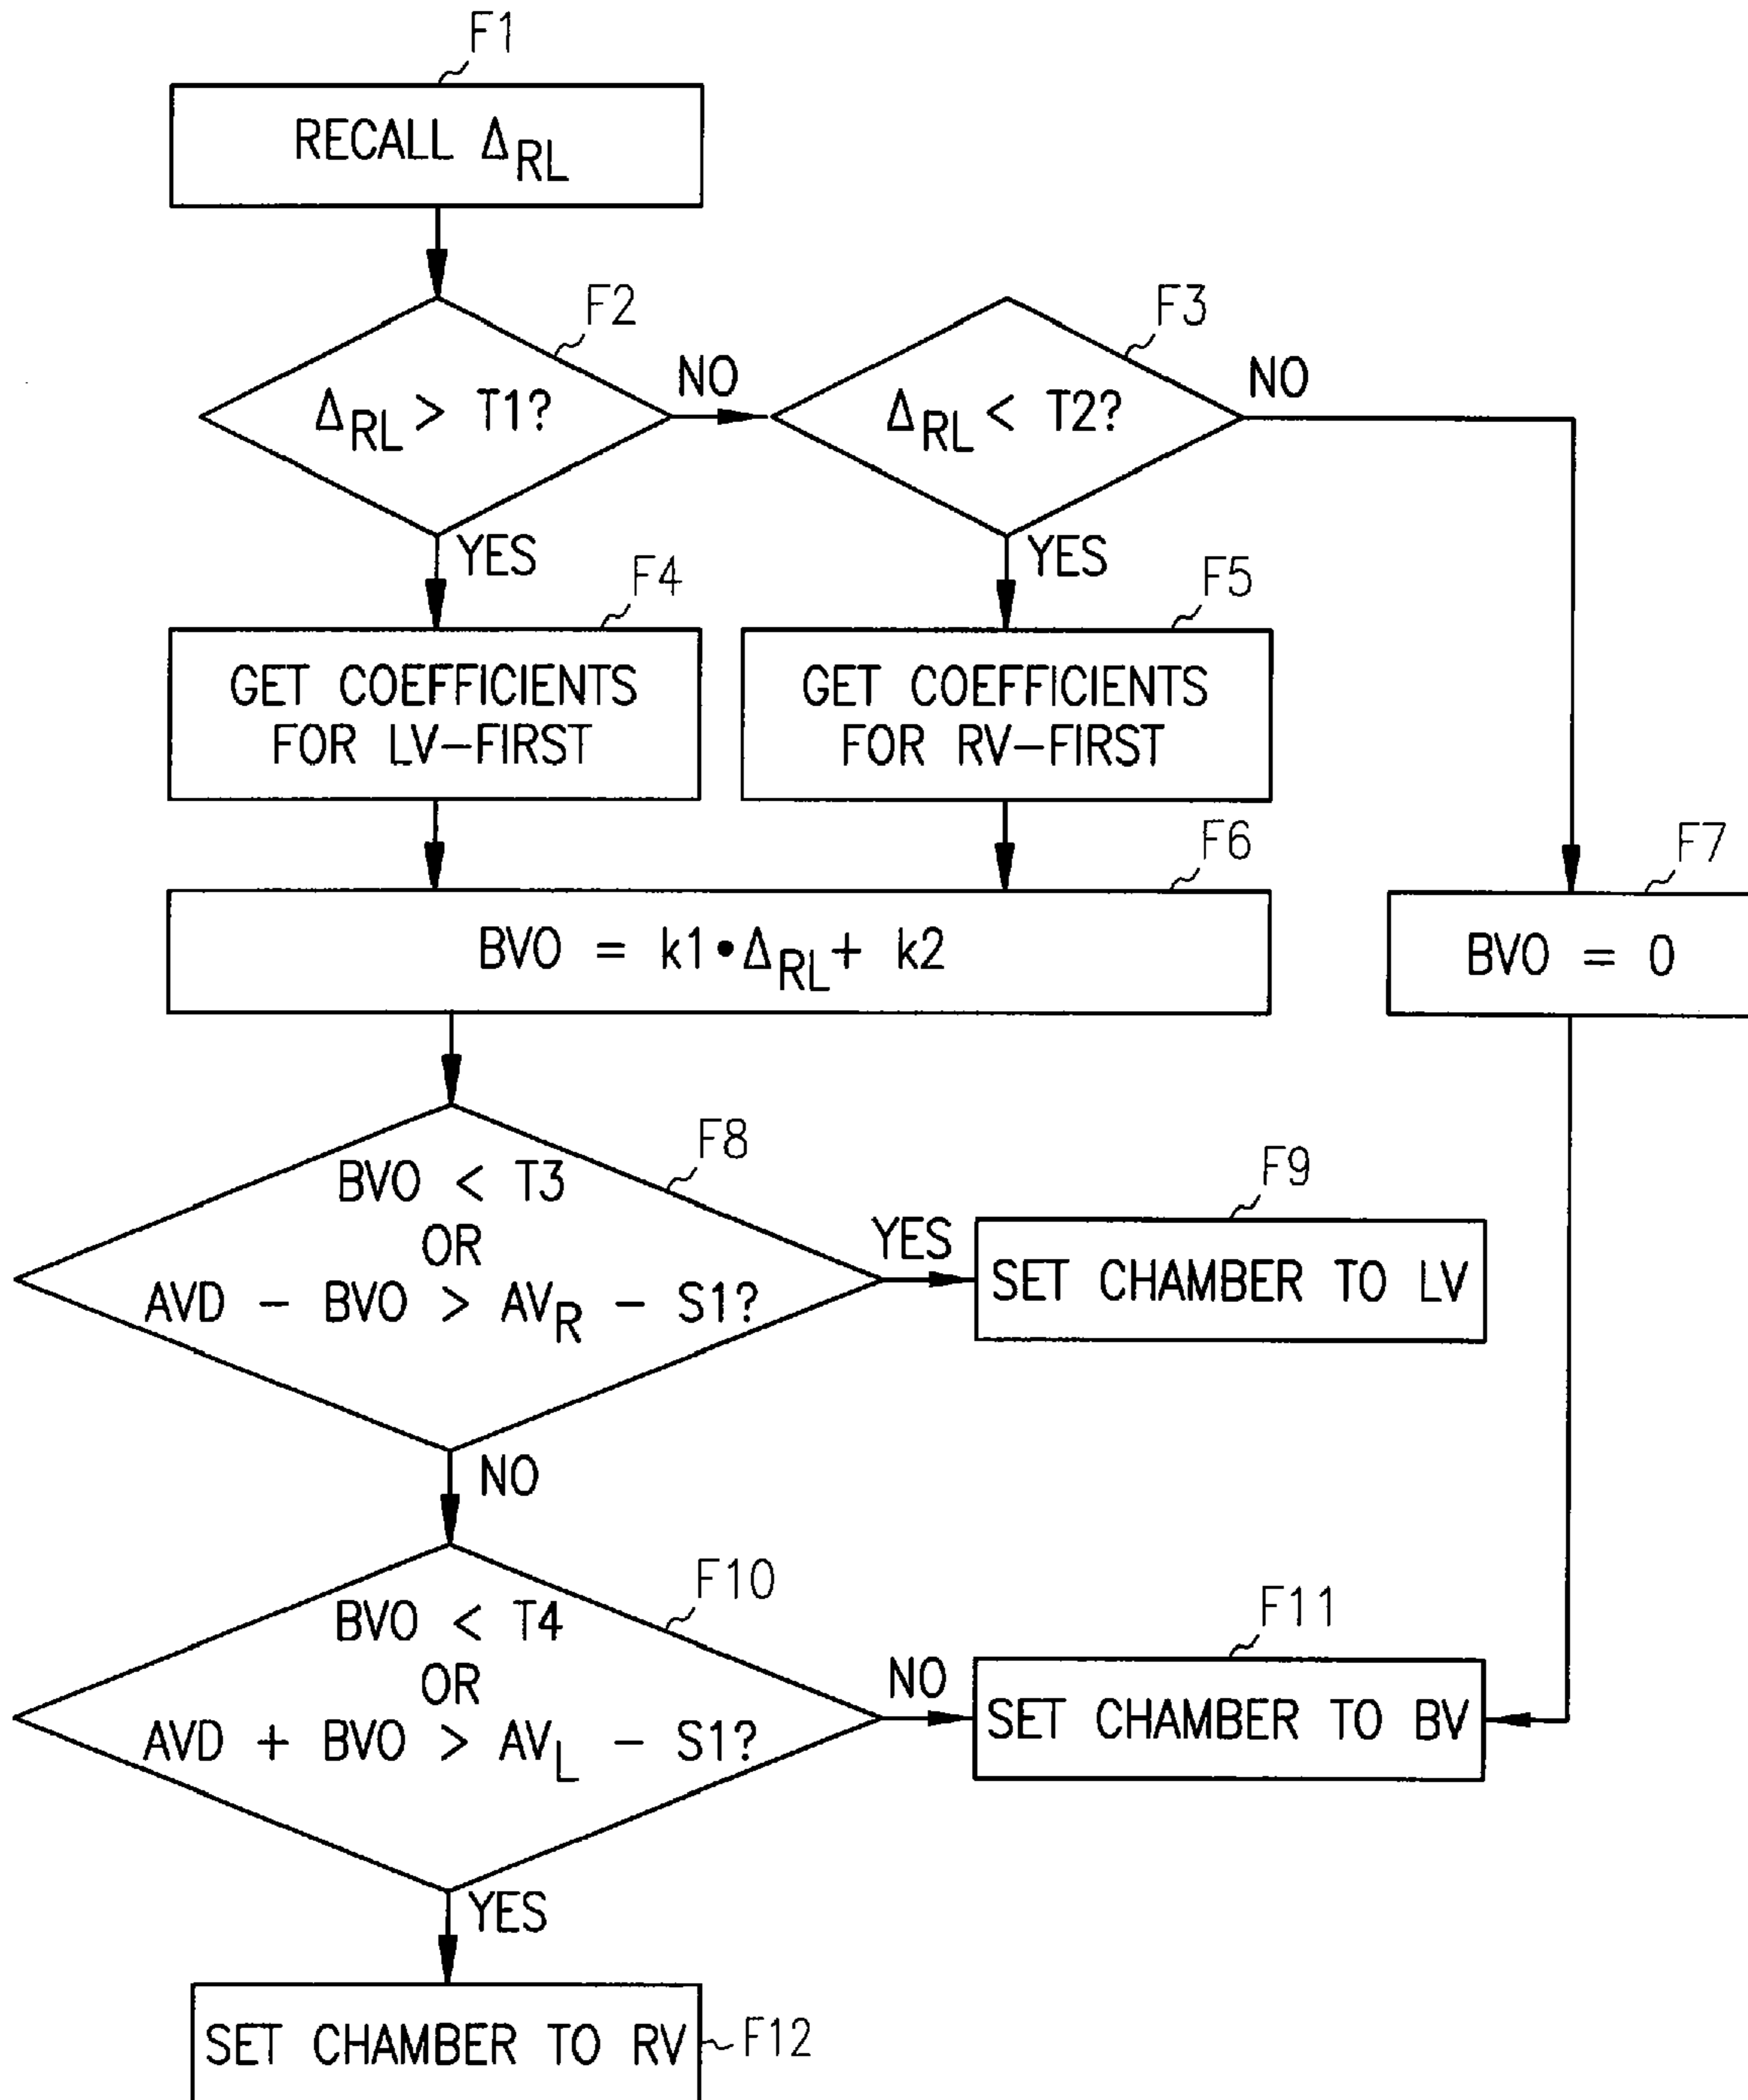 F1
RECALL ΔRL
F2
ΔRL > T1?
NO
F3
ΔRL < T2?
NO
YES
YES
F4
GET COEFFICIENTS
FOR LV-FIRST
F5
GET COEFFICIENTS
FOR RV-FIRST
F6
BVO = k1•ΔRL+ k2
F7
BVO = 0
F8
BVO < T3
OR
AVD - BVO > AVR - S1?
YES
F9
SET CHAMBER TO LV
NO
F10
BVO < T4
OR
AVD + BVO > AVL - S1?
NO
F11
SET CHAMBER TO BV
YES
SET CHAMBER TO RV
F12